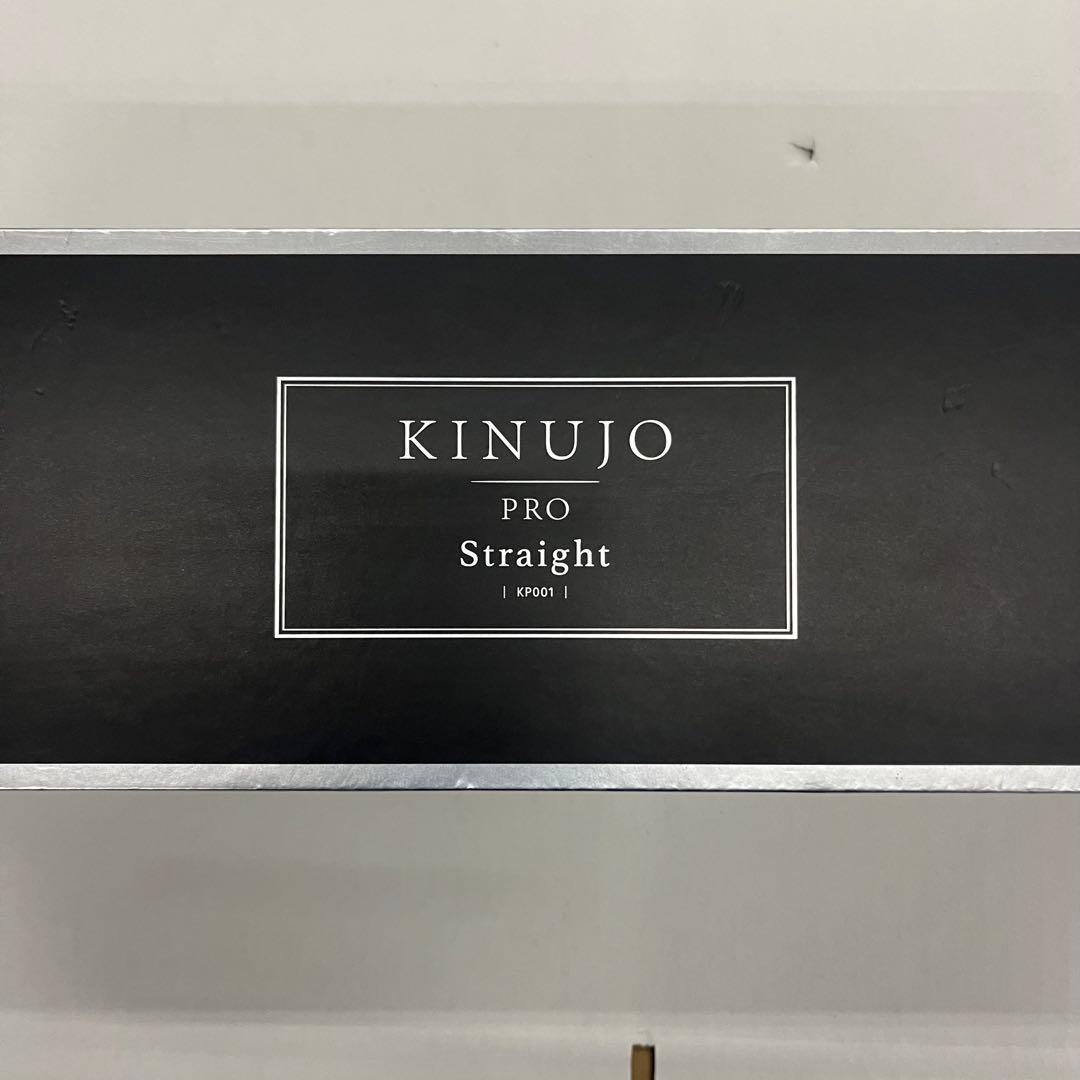 KINUJO
PRO
Straight
| KP001 |